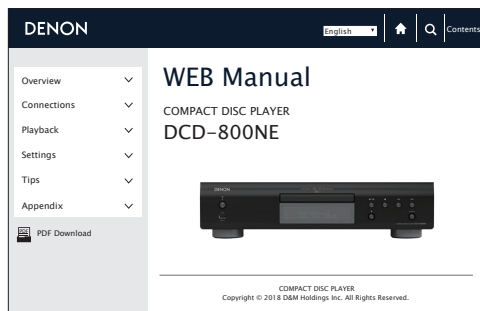 DENON
English
Contents
Overview
Connections
Playback
Settings
Tips
Appendix
PDF Download
WEB Manual
COMPACT DISC PLAYER
DCD-800NE
DENON
COMPACT DISC PLAYER
Copyright © 2018 D&M Holdings Inc. All Rights Reserved.